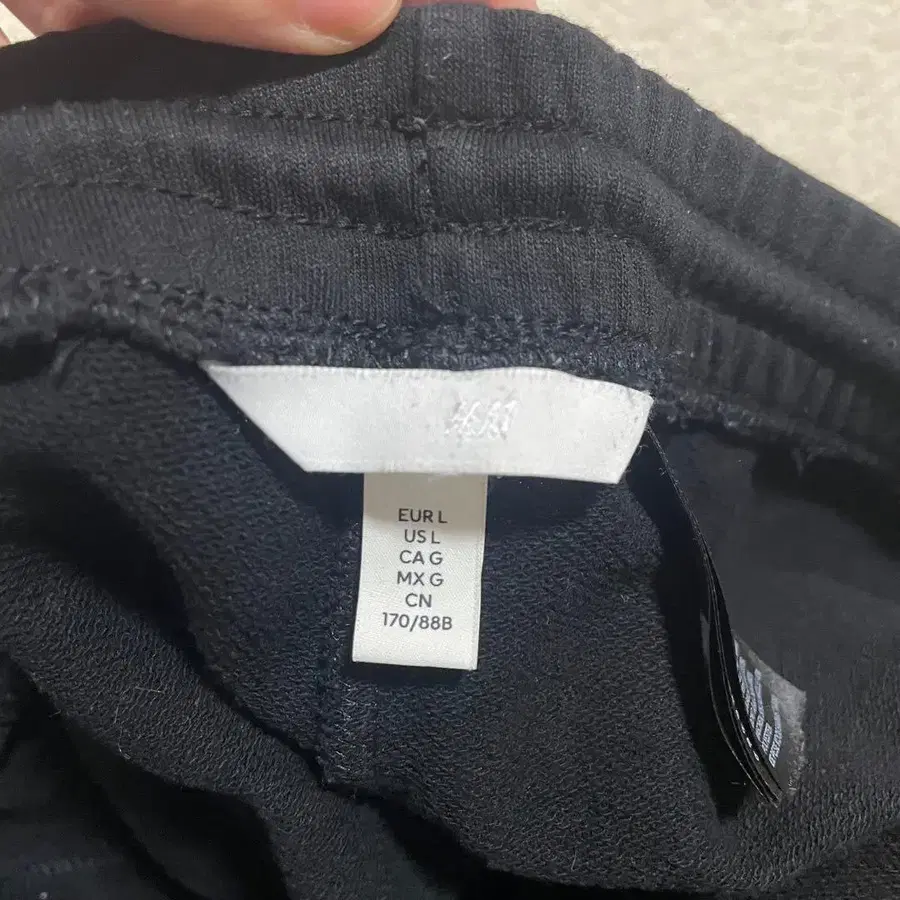 H&M
EUR L
US L
CA G
MX G
CN
170/88B